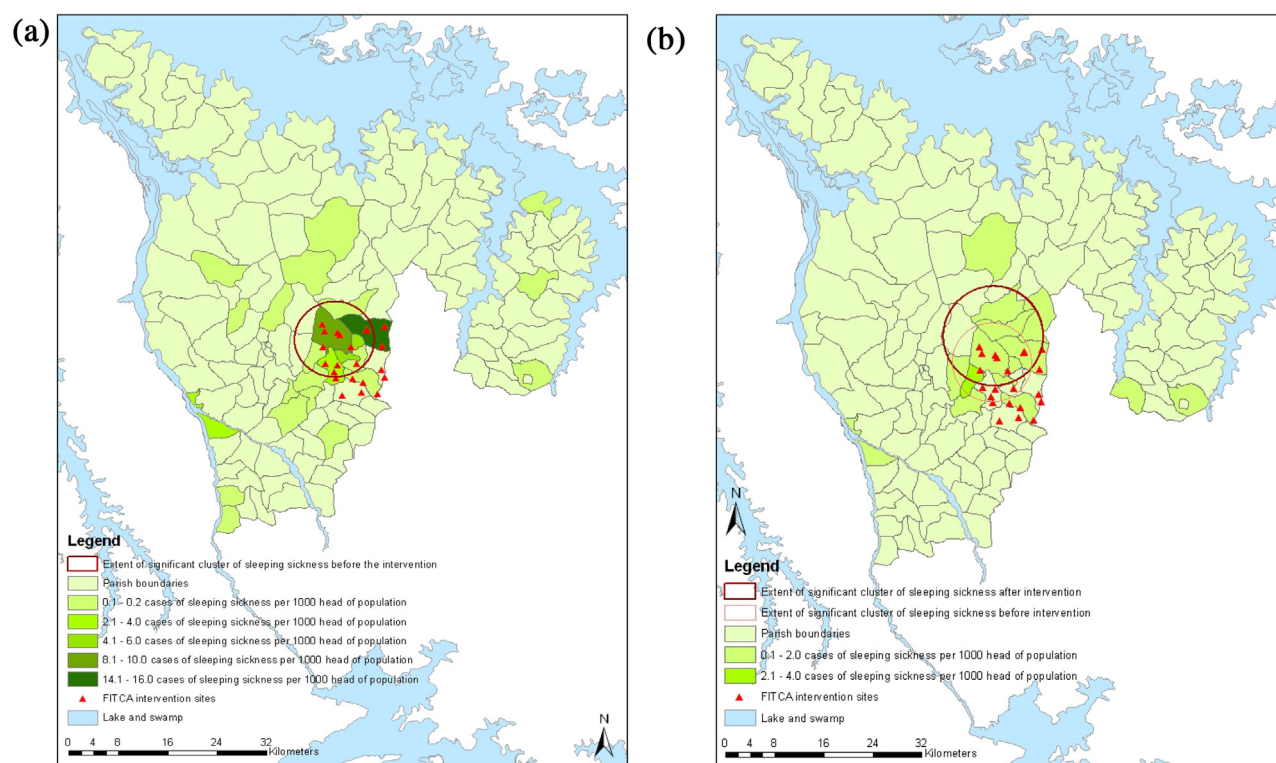 (a)
Legend
Extent of significant cluster of sleeping sickness before the intervention
Parish boundaries
0.1 - 0.2 cases of sleeping sickness per 1000 head of population
2.1 - 4.0 cases of sleeping sickness per 1000 head of population
4.1 - 6.0 cases of sleeping sickness per 1000 head of population
8.1 - 10.0 cases of sleeping sickness per 1000 head of population
14.1 - 16.0 cases of sleeping sickness per 1000 head of population
FITCA intervention sites
Lake and swamp
0 4 8 16 24 32
Kilometers
N
(b)
N
Legend
Extent of significant cluster of sleeping sickness after intervention
Extent of significant cluster of sleeping sickness before intervention
Parish boundaries
0.1 - 2.0 cases of sleeping sickness per 1000 head of population
2.1 - 4.0 cases of sleeping sickness per 1000 head of population
FITCA intervention sites
Lake and swamp
0 4 8 16 24 32
Kilometers